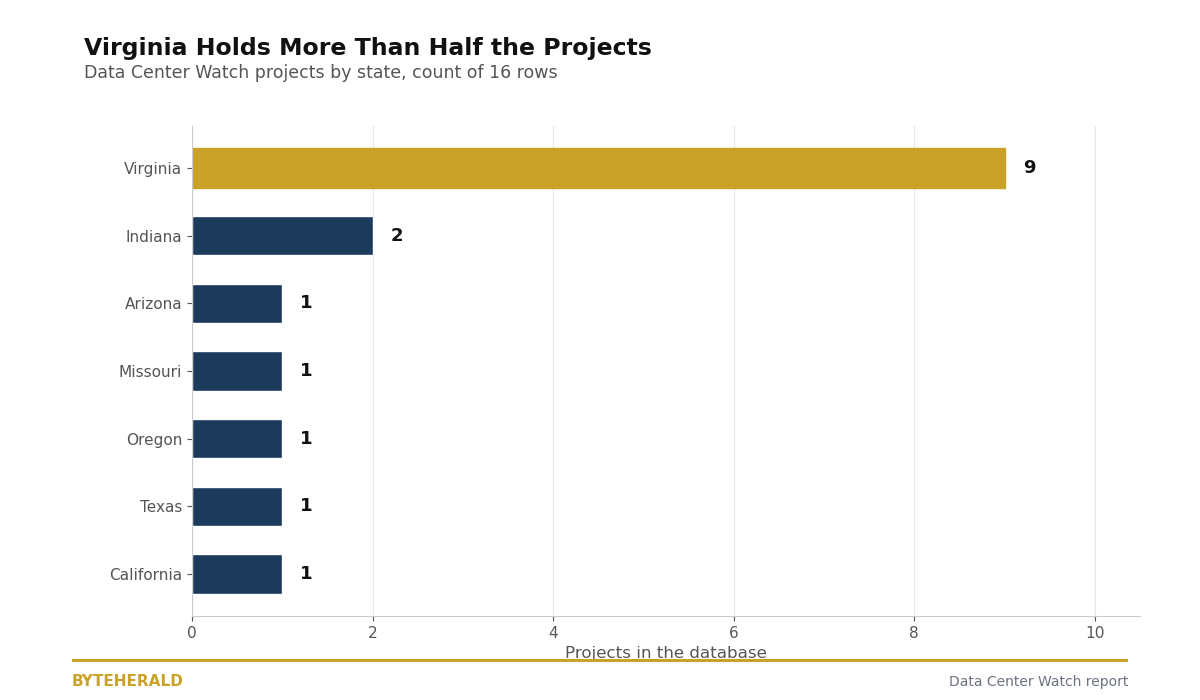 Virginia Holds More Than Half the Projects
Data Center Watch projects by state, count of 16 rows
Virginia 9
Indiana 2
Arizona 1
Missouri 1
Oregon 1
Texas 1
California 1
0 2 4 6 8 10
Projects in the database
BYTEHERALD
Data Center Watch report